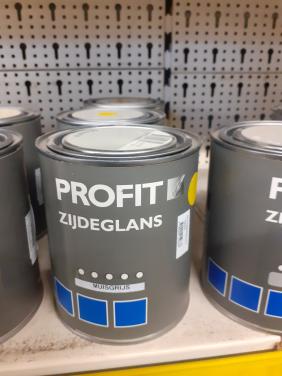 PROFIT
ZIJDEGLANS
MUISGRIJS
P
Z